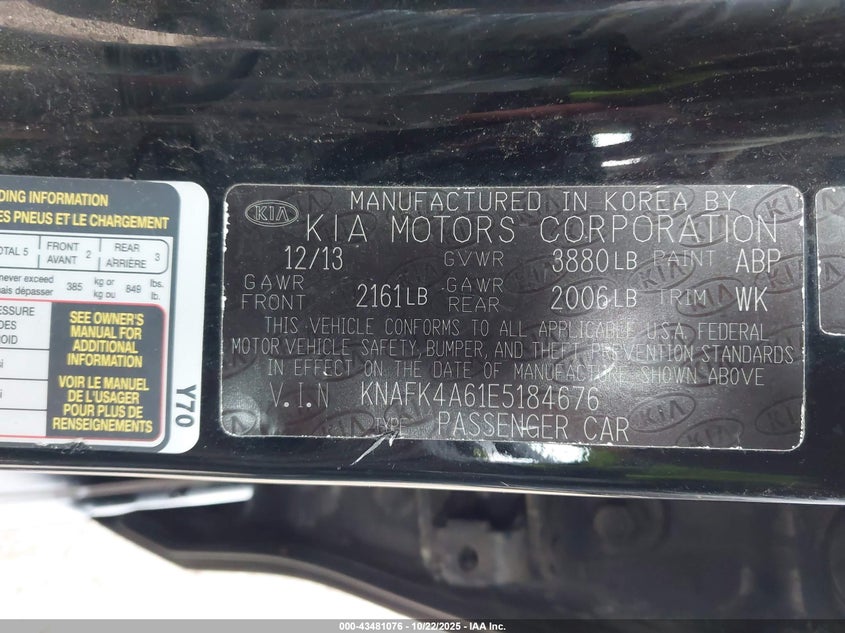 DING INFORMATION
ES PNEUS ET LE CHARGEMENT
TOTAL 5
FRONT
AVANT 2
REAR
ARRIÈRE 3
never exceed
mais dépasser
385
kg or
kg ou
849
lbs.
lb.
SEE OWNER'S
MANUAL FOR
ADDITIONAL
INFORMATION
VOIR LE MANUEL
DE L'USAGER
POUR PLUS DE
RENSEIGNEMENTS
Y70
KIA
MANUFACTURED IN KOREA BY
KIA MOTORS CORPORATION
12/13 GVWR 3880LB PAINT ABP
GAWR
FRONT 2161LB
GAWR
REAR 2006LB TRIM WK
THIS VEHICLE CONFORMS TO ALL APPLICABLE U.S.A. FEDERAL
MOTOR VEHICLE, SAFETY, BUMPER, AND THEFT PREVENTION STANDARDS
IN EFFECT ON THE DATE OF MANUFACTURE SHOWN ABOVE
V.I.N KNAFK4A61E5184676
TYPE PASSENGER CAR
000-43481076 - 10/22/2025 - IAA Inc.